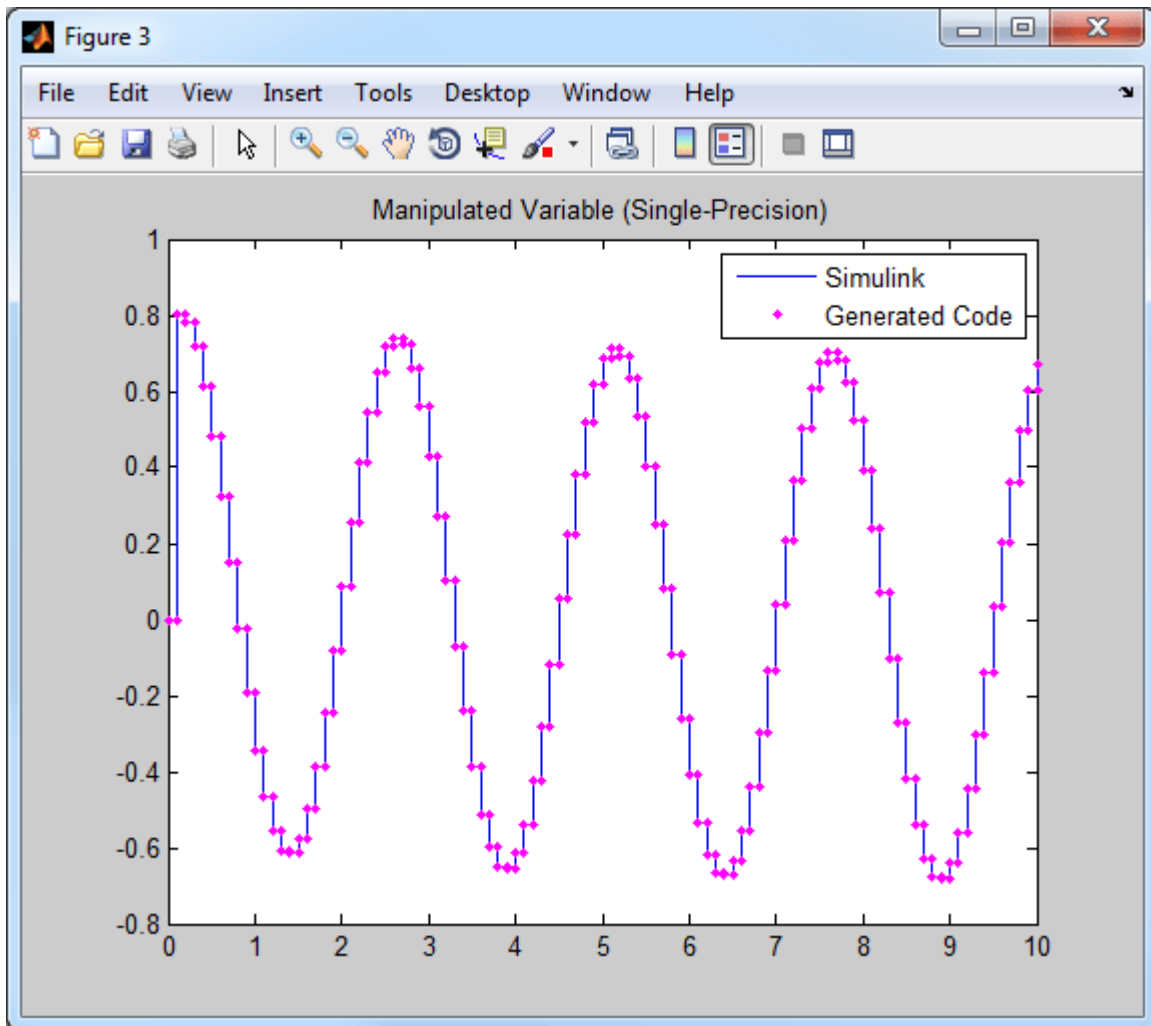 Figure 3
File Edit View Insert Tools Desktop Window Help
Manipulated Variable (Single-Precision)
1
0.8
0.6
0.4
0.2
0
-0.2
-0.4
-0.6
-0.8
0 1 2 3 4 5 6 7 8 9 10
Simulink
Generated Code